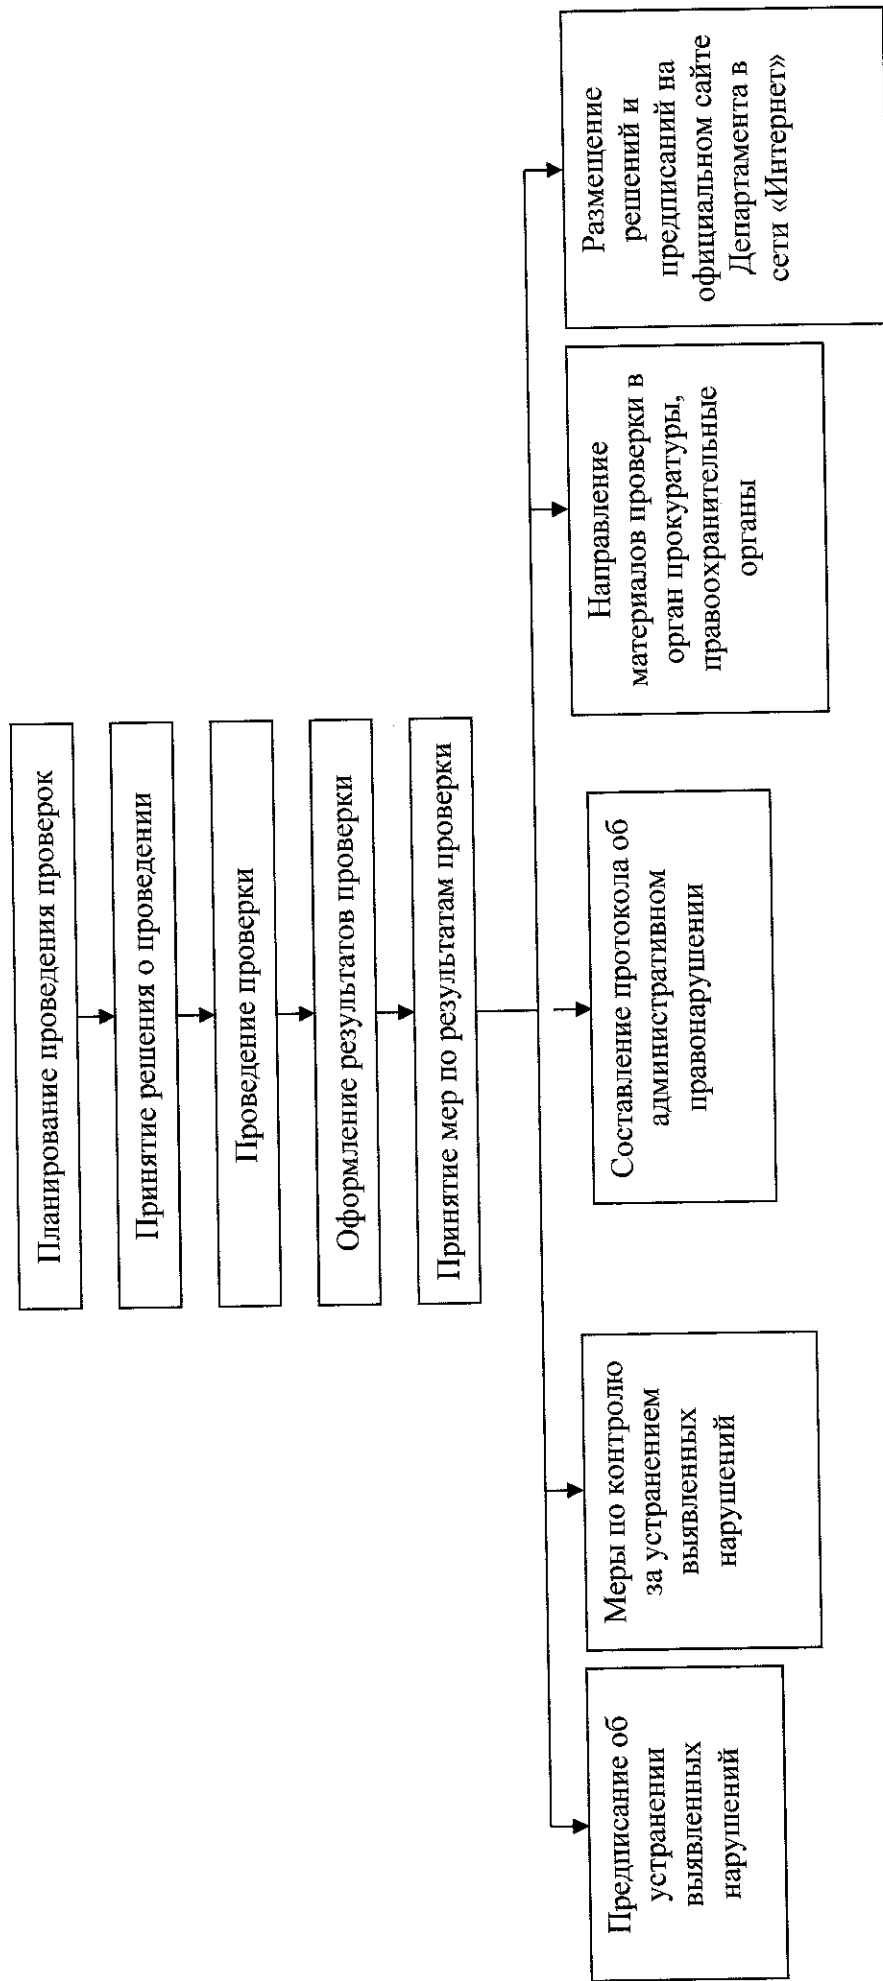 Планирование проведения проверок
Принятие решения о проведении
Проведение проверки
Оформление результатов проверки
Принятие мер по результатам проверки
Предписание об
устранении
выявленных
нарушений
Меры по контролю
за устранением
выявленных
нарушений
Составление протокола об
административном
правонарушении
Направление
материалов проверки в
орган прокуратуры,
правоохранительные
органы
Размещение
решений и
предписаний на
официальном сайте
Департамента в
сети «Интернет»